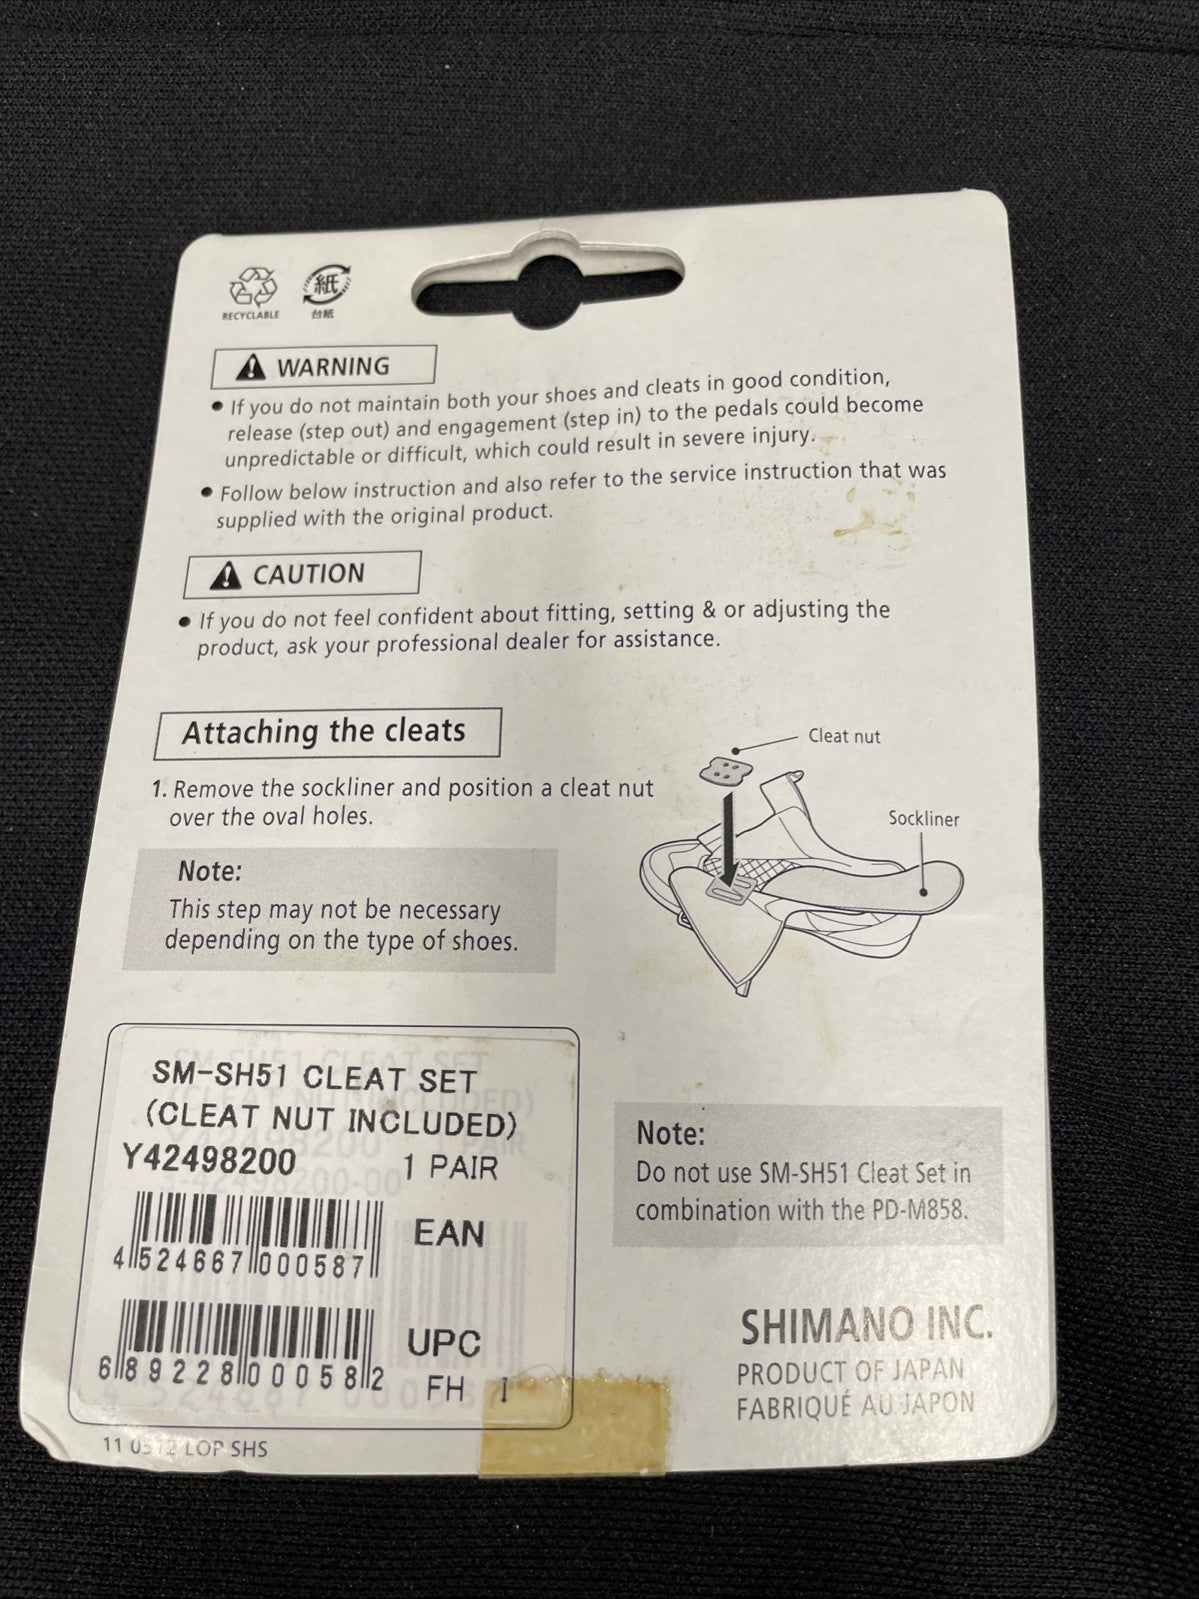 RECYCLABLE
紙
台紙
WARNING
● If you do not maintain both your shoes and cleats in good condition,
release (step out) and engagement (step in) to the pedals could become
unpredictable or difficult, which could result in severe injury.
● Follow below instruction and also refer to the service instruction that was
supplied with the original product.
CAUTION
● If you do not feel confident about fitting, setting & or adjusting the
product, ask your professional dealer for assistance.
Attaching the cleats
1. Remove the sockliner and position a cleat nut
over the oval holes.
Note:
This step may not be necessary
depending on the type of shoes.
Cleat nut
Sockliner
SM-SH51 CLEAT SET
(CLEAT NUT INCLUDED)
Y42498200 1 PAIR
EAN
4 524667 000587
UPC
6 89228 00058 2
FH I
Note:
Do not use SM-SH51 Cleat Set in
combination with the PD-M858.
SHIMANO INC.
PRODUCT OF JAPAN
FABRIQUÉ AU JAPON
11 LOP SHS